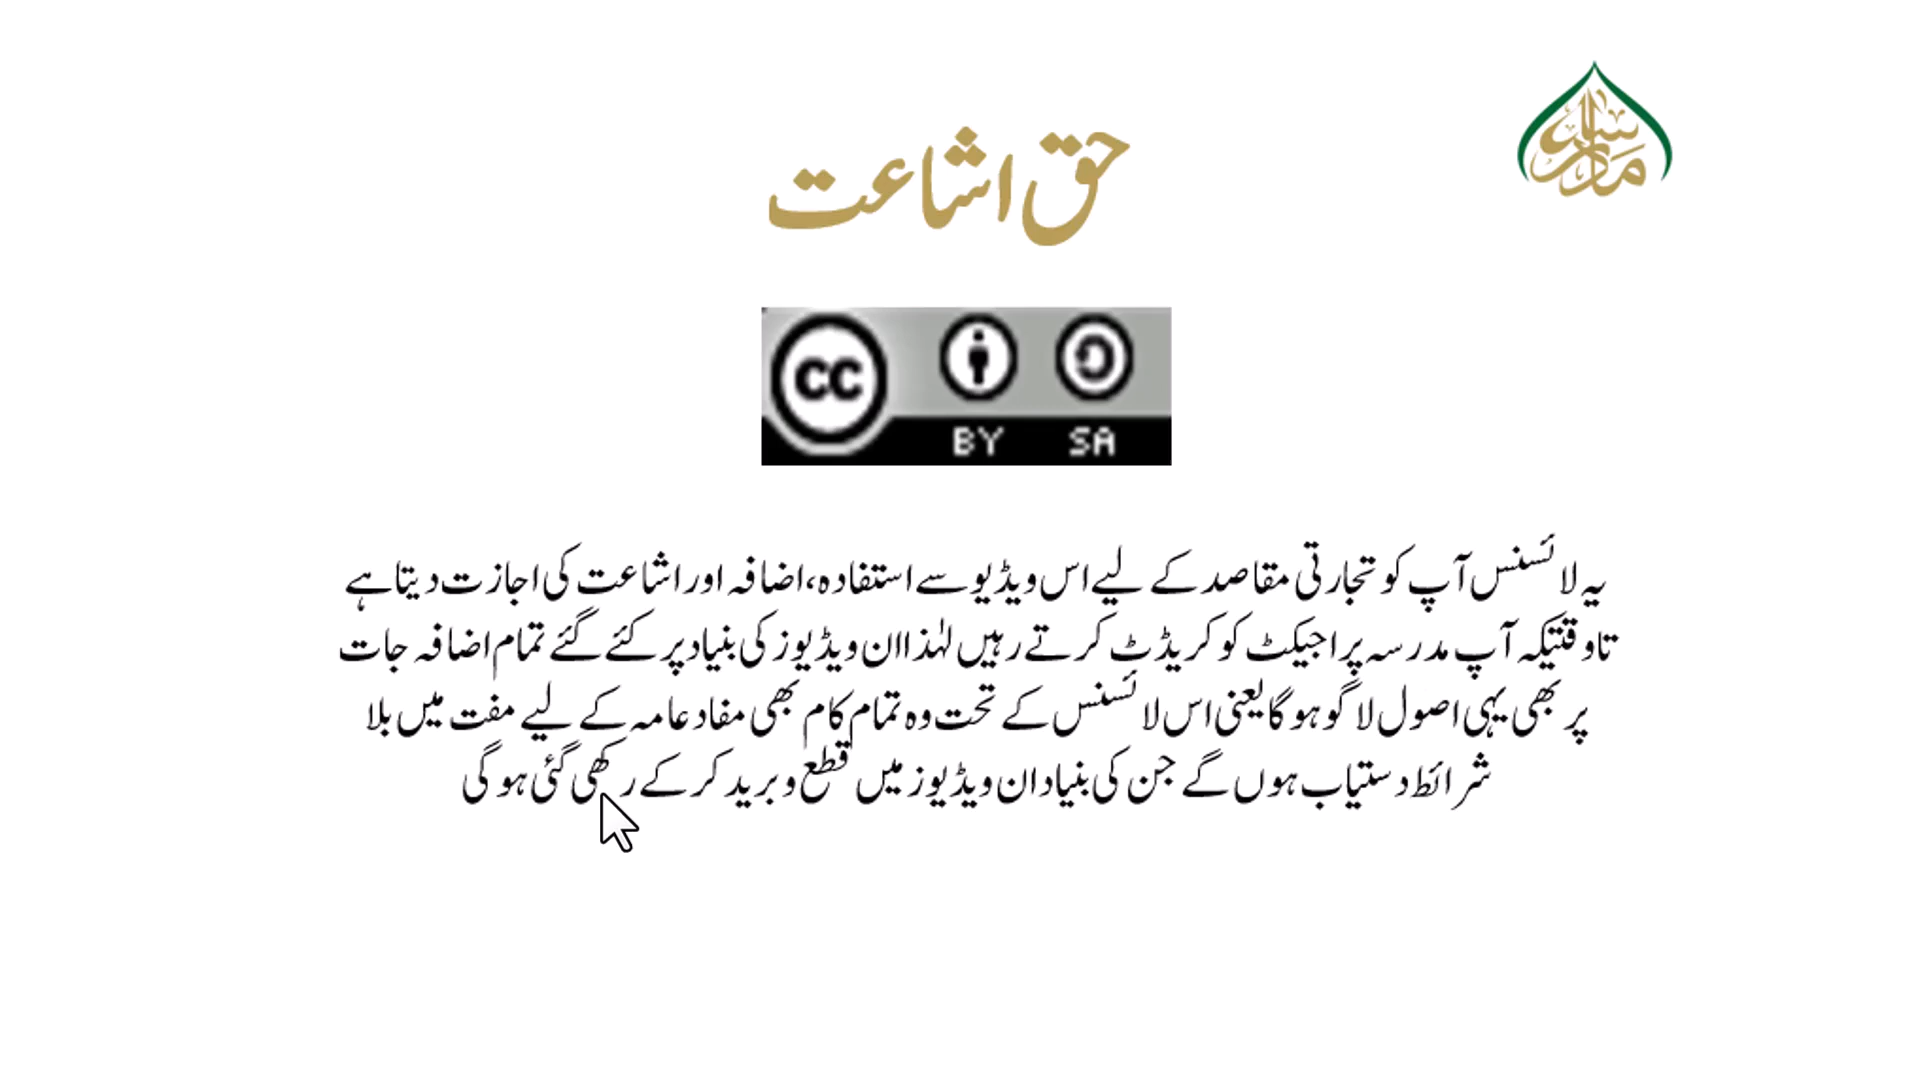 حق اشاعت
cc
BY SA
یہ لائسنس آپ کو تجارتی مقاصد کے لیے اس ویڈیو سے استفادہ، اضافہ اور اشاعت کی اجازت دیتا ہے
تاوقتیکہ آپ مدرسہ پراجیکٹ کو کریڈٹ کرتے رہیں لہٰذا ان ویڈیوز کی بنیاد پر کئے گئے تمام اضافہ جات
پر بھی یہی اصول لاگو ہو گا یعنی اس لائسنس کے تحت وہ تمام کام بھی مفاد عامہ کے لیے مفت میں بلا
شرائط دستیاب ہوں گے جن کی بنیاد ان ویڈیوز میں قطع و برید کر کے رکھی گئی ہو گی